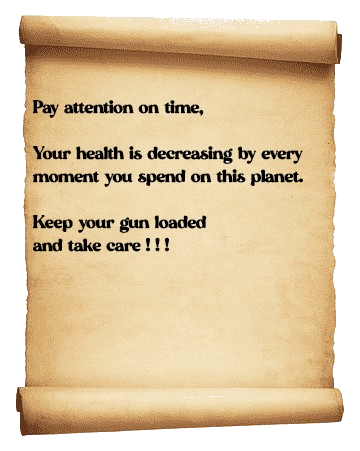 Pay attention on time,
Your health is decreasing by every
moment you spend on this planet.
Keep your gun loaded
and take care ! ! !